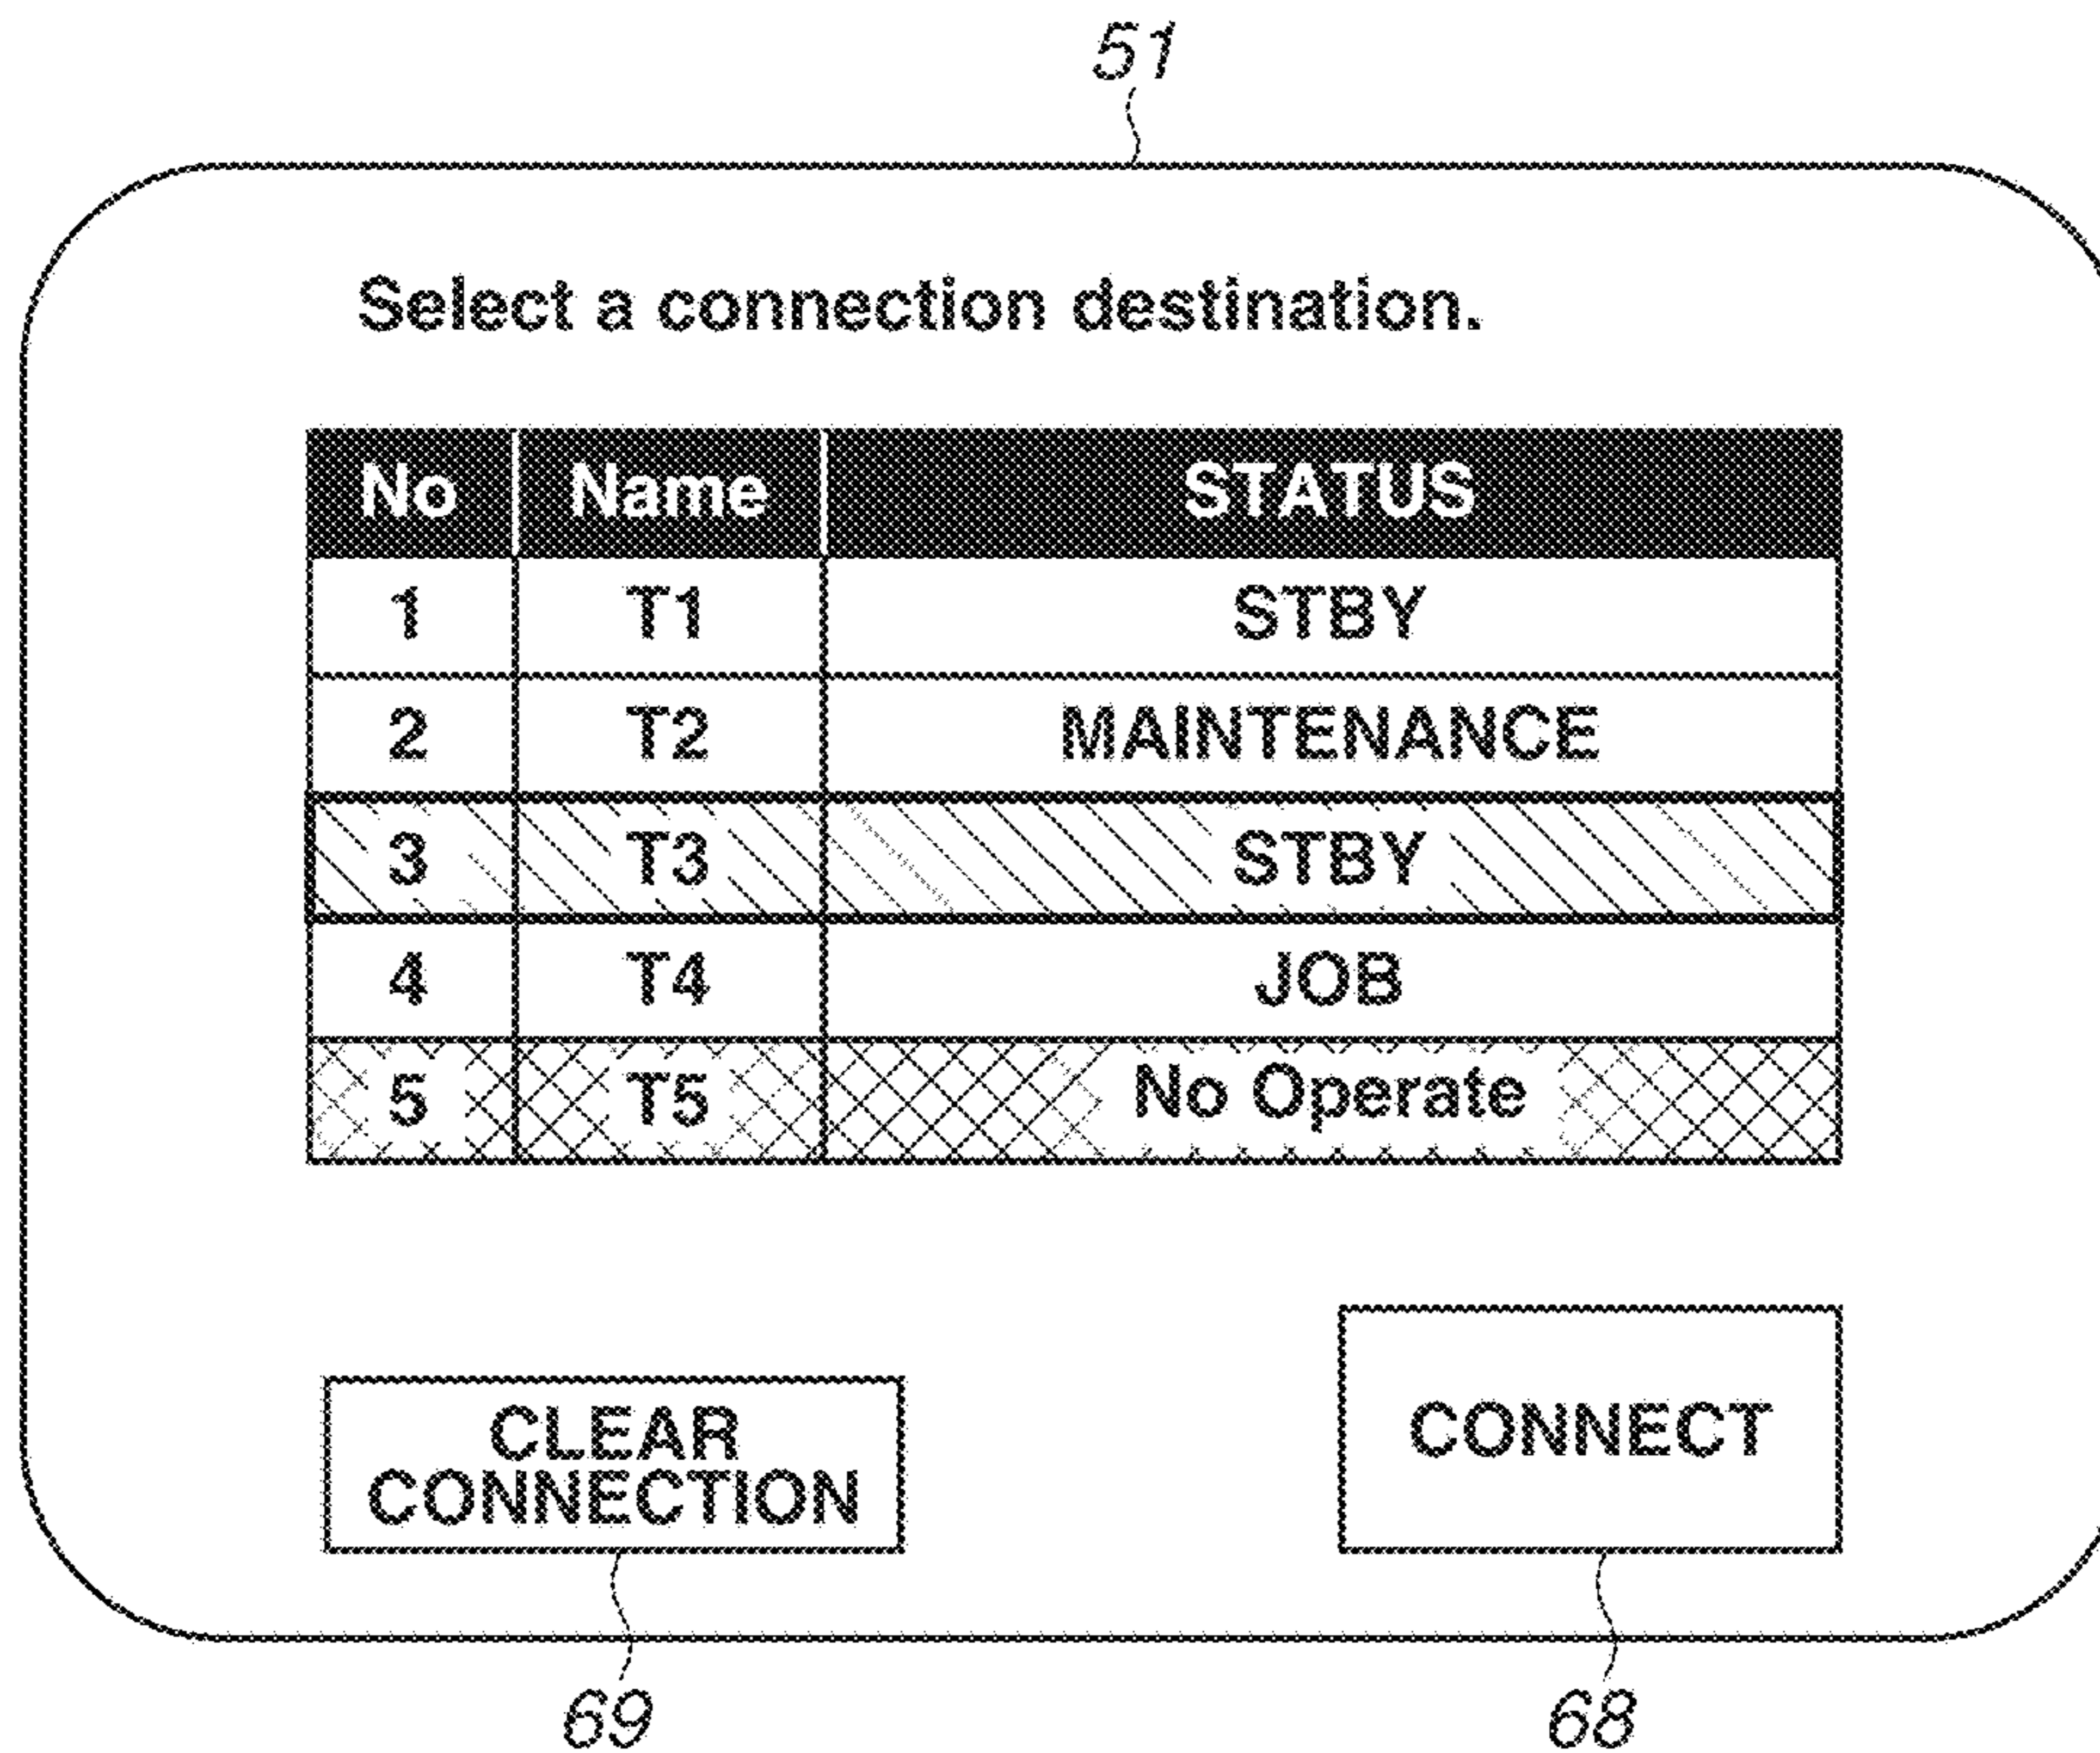 51
Select a connection destination.
No Name STATUS
1 T1 STBY
2 T2 MAINTENANCE
3 T3 STBY
4 T4 JOB
5 T5 No Operate
CLEAR
CONNECTION
CONNECT
69
68